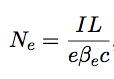 N_e = \frac{IL}{e\beta_e c},